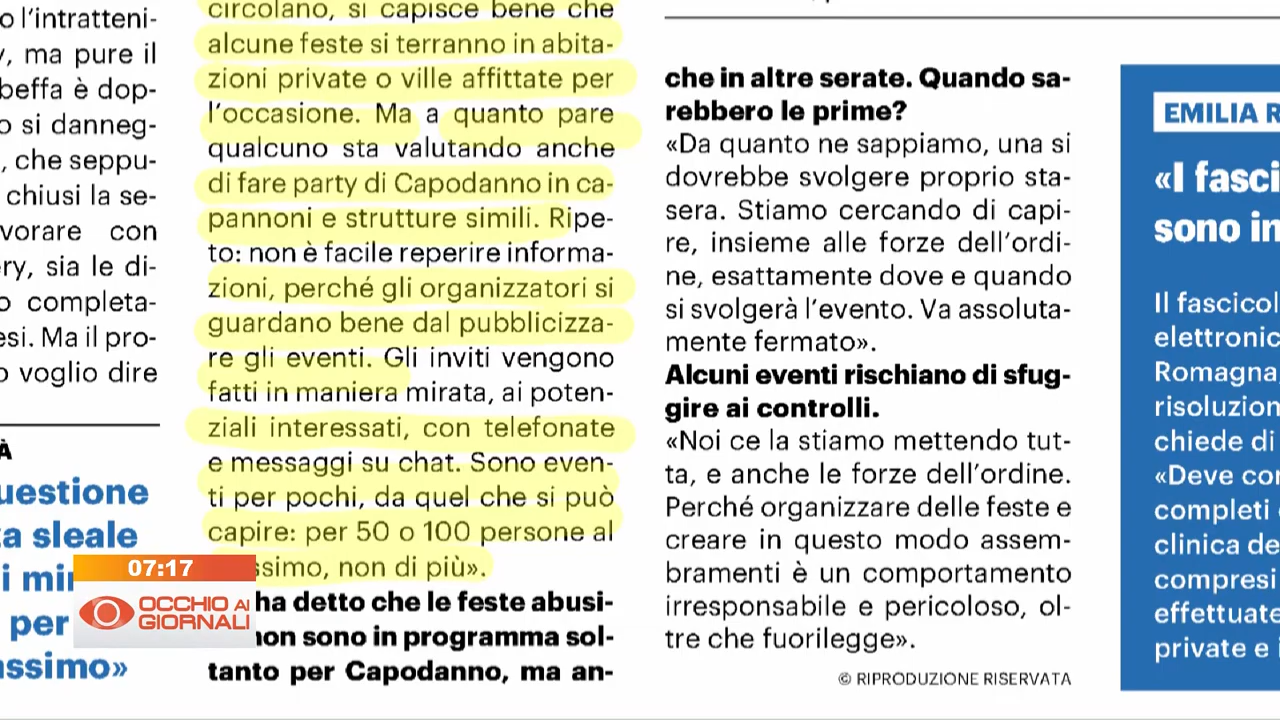 o l'intratteni-
, ma pure il
beffa è dop-
o si danneg-
, che seppu-
chiusi la se-
vorare con
ry, sia le di-
o completa-
esi. Ma il pro-
o voglio dire
À
uestione
a sleale
i mi
per
assimo»
circolano, si capisce bene che
alcune feste si terranno in abita-
zioni private o ville affittate per
l'occasione. Ma a quanto pare
qualcuno sta valutando anche
di fare party di Capodanno in ca-
pannoni e strutture simili. Ripe-
to: non è facile reperire informa-
zioni, perché gli organizzatori si
guardano bene dal pubblicizza-
re gli eventi. Gli inviti vengono
fatti in maniera mirata, ai poten-
ziali interessati, con telefonate
e messaggi su chat. Sono even-
ti per pochi, da quel che si può
capire: per 50 o 100 persone al
ssimo, non di più».
ha detto che le feste abusi-
non sono in programma sol-
tanto per Capodanno, ma an-
che in altre serate. Quando sa-
rebbero le prime?
«Da quanto ne sappiamo, una si
dovrebbe svolgere proprio sta-
sera. Stiamo cercando di capi-
re, insieme alle forze dell'ordi-
ne, esattamente dove e quando
si svolgerà l'evento. Va assoluta-
mente fermato».
Alcuni eventi rischiano di sfug-
gire ai controlli.
«Noi ce la stiamo mettendo tut-
ta, e anche le forze dell'ordine.
Perché organizzare delle feste e
creare in questo modo assem-
bramenti è un comportamento
irresponsabile e pericoloso, ol-
tre che fuorilegge».
© RIPRODUZIONE RISERVATA
EMILIA R
«I fasci
sono in
Il fascicol
elettronic
Romagna
risoluzion
chiede di
«Deve con
completi
clinica de
compresi
effettuate
private e i
07:17
OCCHIO AI
GIORNALI